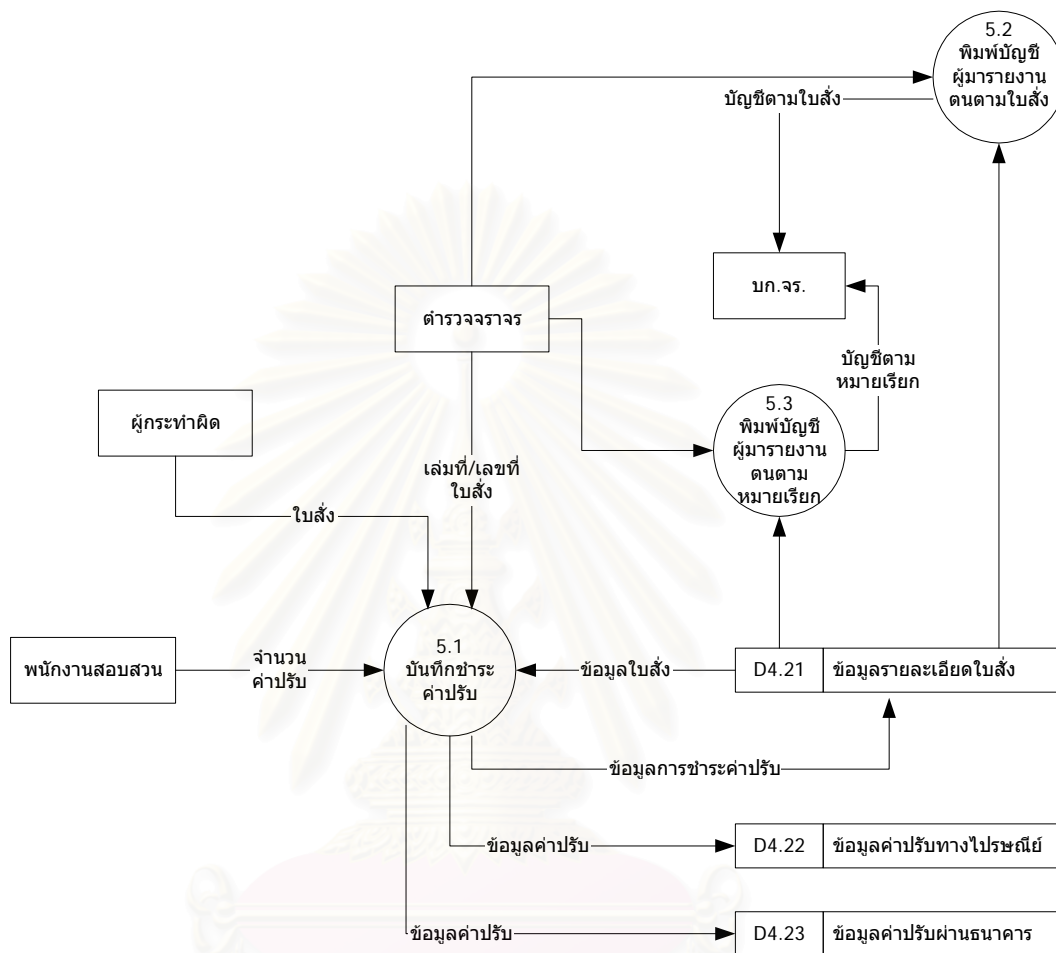 5.2
พิมพ์บัญชี
ผู้มารายงาน
ตนตามใบสั่ง
บัญชีตามใบสั่ง
บก.จร.
ตำรวจจราจร
บัญชีตาม
หมายเรียก
5.3
พิมพ์บัญชี
ผู้มารายงาน
ตนตาม
หมายเรียก
ผู้กระทำผิด
เล่มที่/เลขที่
ใบสั่ง
ใบสั่ง
พนักงานสอบสวน
จำนวน
ค่าปรับ
5.1
บันทึกชำระ
ค่าปรับ
ข้อมูลใบสั่ง
D4.21 ข้อมูลรายละเอียดใบสั่ง
ข้อมูลการชำระค่าปรับ
ข้อมูลค่าปรับ
D4.22 ข้อมูลค่าปรับทางไปรษณีย์
ข้อมูลค่าปรับ
D4.23 ข้อมูลค่าปรับผ่านธนาคาร